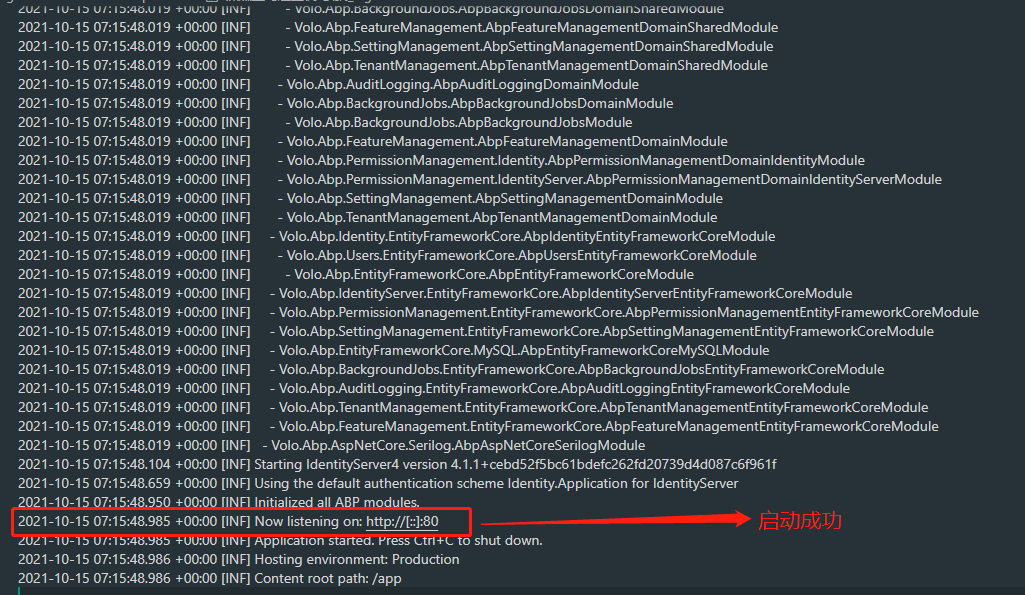 2021-10-15 07:15:48.019 +00:00 [INF] - Volo.Abp.BackgroundJobs.AbpBackgroundJobsDomainSharedModule
2021-10-15 07:15:48.019 +00:00 [INF] - Volo.Abp.FeatureManagement.AbpFeatureManagementDomainSharedModule
2021-10-15 07:15:48.019 +00:00 [INF] - Volo.Abp.SettingManagement.AbpSettingManagementDomainSharedModule
2021-10-15 07:15:48.019 +00:00 [INF] - Volo.Abp.TenantManagement.AbpTenantManagementDomainSharedModule
2021-10-15 07:15:48.019 +00:00 [INF] - Volo.Abp.AuditLogging.AbpAuditLoggingDomainModule
2021-10-15 07:15:48.019 +00:00 [INF] - Volo.Abp.BackgroundJobs.AbpBackgroundJobsDomainModule
2021-10-15 07:15:48.019 +00:00 [INF] - Volo.Abp.BackgroundJobs.AbpBackgroundJobsModule
2021-10-15 07:15:48.019 +00:00 [INF] - Volo.Abp.FeatureManagement.AbpFeatureManagementDomainModule
2021-10-15 07:15:48.019 +00:00 [INF] - Volo.Abp.PermissionManagement.Identity.AbpPermissionManagementDomainIdentityModule
2021-10-15 07:15:48.019 +00:00 [INF] - Volo.Abp.PermissionManagement.IdentityServer.AbpPermissionManagementDomainIdentityServerModule
2021-10-15 07:15:48.019 +00:00 [INF] - Volo.Abp.SettingManagement.AbpSettingManagementDomainModule
2021-10-15 07:15:48.019 +00:00 [INF] - Volo.Abp.TenantManagement.AbpTenantManagementDomainModule
2021-10-15 07:15:48.019 +00:00 [INF] - Volo.Abp.Identity.EntityFrameworkCore.AbpIdentityEntityFrameworkCoreModule
2021-10-15 07:15:48.019 +00:00 [INF] - Volo.Abp.Users.EntityFrameworkCore.AbpUsersEntityFrameworkCoreModule
2021-10-15 07:15:48.019 +00:00 [INF] - Volo.Abp.EntityFrameworkCore.AbpEntityFrameworkCoreModule
2021-10-15 07:15:48.019 +00:00 [INF] - Volo.Abp.IdentityServer.EntityFrameworkCore.AbpIdentityServerEntityFrameworkCoreModule
2021-10-15 07:15:48.019 +00:00 [INF] - Volo.Abp.PermissionManagement.EntityFrameworkCore.AbpPermissionManagementEntityFrameworkCoreModule
2021-10-15 07:15:48.019 +00:00 [INF] - Volo.Abp.SettingManagement.EntityFrameworkCore.AbpSettingManagementEntityFrameworkCoreModule
2021-10-15 07:15:48.019 +00:00 [INF] - Volo.Abp.EntityFrameworkCore.MySQL.AbpEntityFrameworkCoreMySQLModule
2021-10-15 07:15:48.019 +00:00 [INF] - Volo.Abp.BackgroundJobs.EntityFrameworkCore.AbpBackgroundJobsEntityFrameworkCoreModule
2021-10-15 07:15:48.019 +00:00 [INF] - Volo.Abp.AuditLogging.EntityFrameworkCore.AbpAuditLoggingEntityFrameworkCoreModule
2021-10-15 07:15:48.019 +00:00 [INF] - Volo.Abp.TenantManagement.EntityFrameworkCore.AbpTenantManagementEntityFrameworkCoreModule
2021-10-15 07:15:48.019 +00:00 [INF] - Volo.Abp.FeatureManagement.EntityFrameworkCore.AbpFeatureManagementEntityFrameworkCoreModule
2021-10-15 07:15:48.019 +00:00 [INF] - Volo.Abp.AspNetCore.Serilog.AbpAspNetCoreSerilogModule
2021-10-15 07:15:48.104 +00:00 [INF] Starting IdentityServer4 version 4.1.1+cebd52f5bc61bdefc262fd20739d4d087c6f961f
2021-10-15 07:15:48.659 +00:00 [INF] Using the default authentication scheme Identity.Application for IdentityServer
2021-10-15 07:15:48.950 +00:00 [INF] Initialized all ABP modules.
2021-10-15 07:15:48.985 +00:00 [INF] Now listening on: http://[::]:80 启动成功
2021-10-15 07:15:48.985 +00:00 [INF] Application started. Press Ctrl+C to shut down.
2021-10-15 07:15:48.986 +00:00 [INF] Hosting environment: Production
2021-10-15 07:15:48.986 +00:00 [INF] Content root path: /app